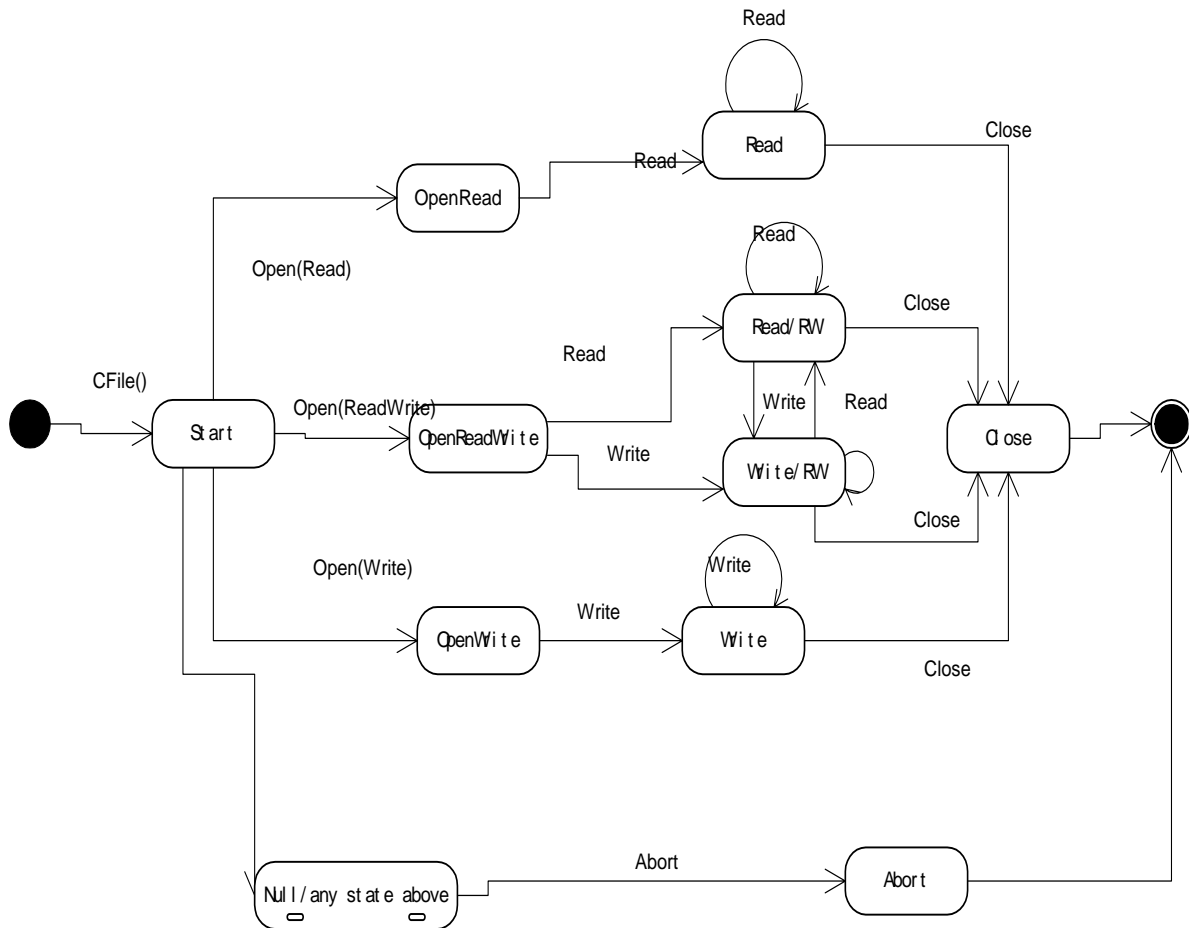 Read
Read
Close
Read
OpenRead
Open(Read)
Read
Read/RW
Close
Read
CFile()
Start
Open(ReadWrite)
OpenReadWrite
Write
Read
Close
Write
Write/RW
Close
Open(Write)
Write
Write
OpenWrite
Write
Close
Abort
Null/any state above
Abort